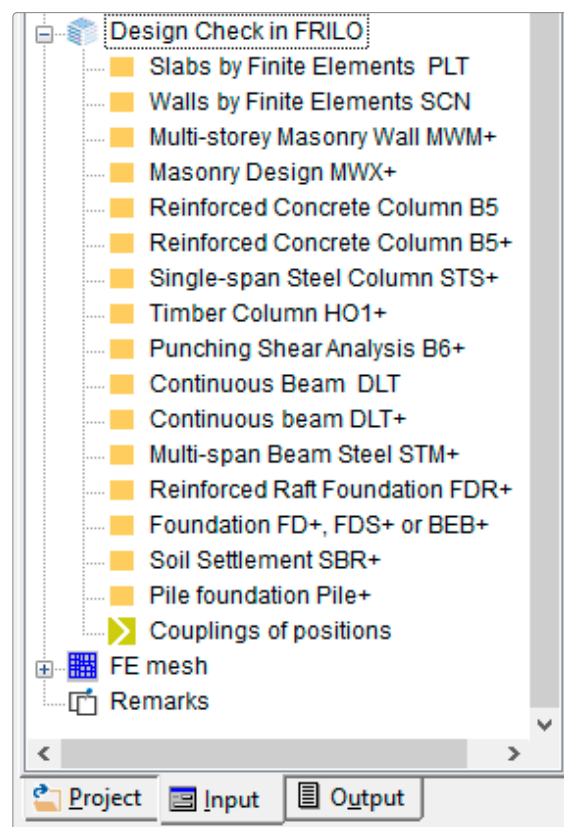 Design Check in FRILO
Slabs by Finite Elements  PLT
Walls by Finite Elements SCN
Multi-storey Masonry Wall MWM+
Masonry Design MWX+
Reinforced Concrete Column B5
Reinforced Concrete Column B5+
Single-span Steel Column STS+
Timber Column HO1+
Punching Shear Analysis B6+
Continuous Beam  DLT
Continuous beam DLT+
Multi-span Beam Steel STM+
Reinforced Raft Foundation FDR+
Foundation FD+, FDS+ or BEB+
Soil Settlement SBR+
Pile foundation Pile+
Couplings of positions
FE mesh
Remarks
Project Input Output